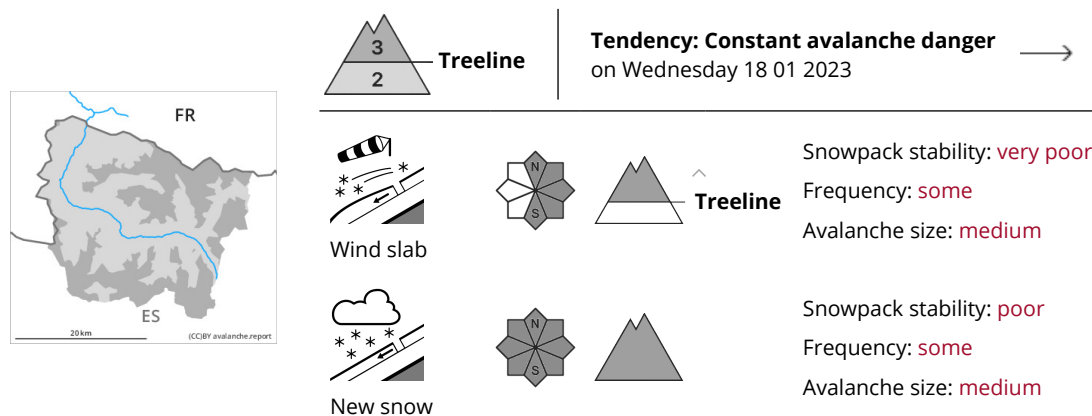 3
2
Treeline
Tendency: Constant avalanche danger
on Wednesday 18 01 2023
FR
ES
20 km
(CC)BY avalanche.report
Wind slab
N
S
Treeline
Snowpack stability: very poor
Frequency: some
Avalanche size: medium
New snow
N
S
Snowpack stability: poor
Frequency: some
Avalanche size: medium